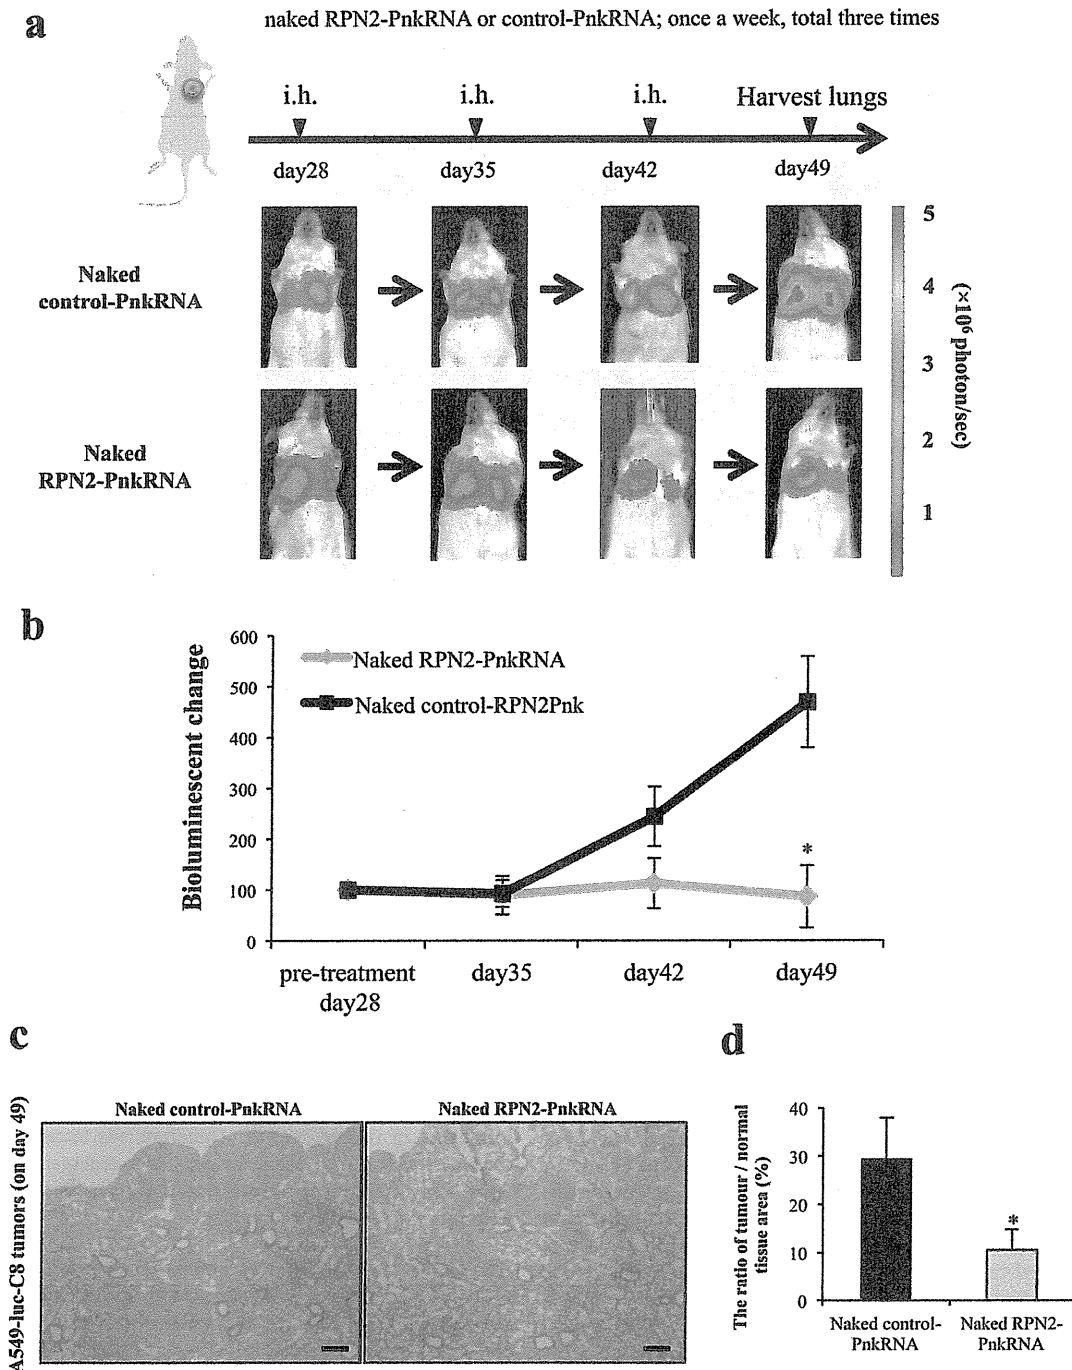 a
naked RPN2-PnkRNA or control-PnkRNA; once a week, total three times
i.h.
i.h.
i.h.
Harvest lungs
day28
day35
day42
day49
Naked
control-PnkRNA
Naked
RPN2-PnkRNA
5
4
3
2
1
(×10⁶ photon/sec)
b
Bioluminescent change
600
500
400
300
200
100
0
Naked RPN2-PnkRNA
Naked control-RPN2Pnk
*
pre-treatment
day28
day35
day42
day49
c
A549-luc-C8 tumors (on day 49)
Naked control-PnkRNA
Naked RPN2-PnkRNA
d
The ratio of tumour / normal
tissue area (%)
40
30
20
10
0
*
Naked control-
PnkRNA
Naked RPN2-
PnkRNA